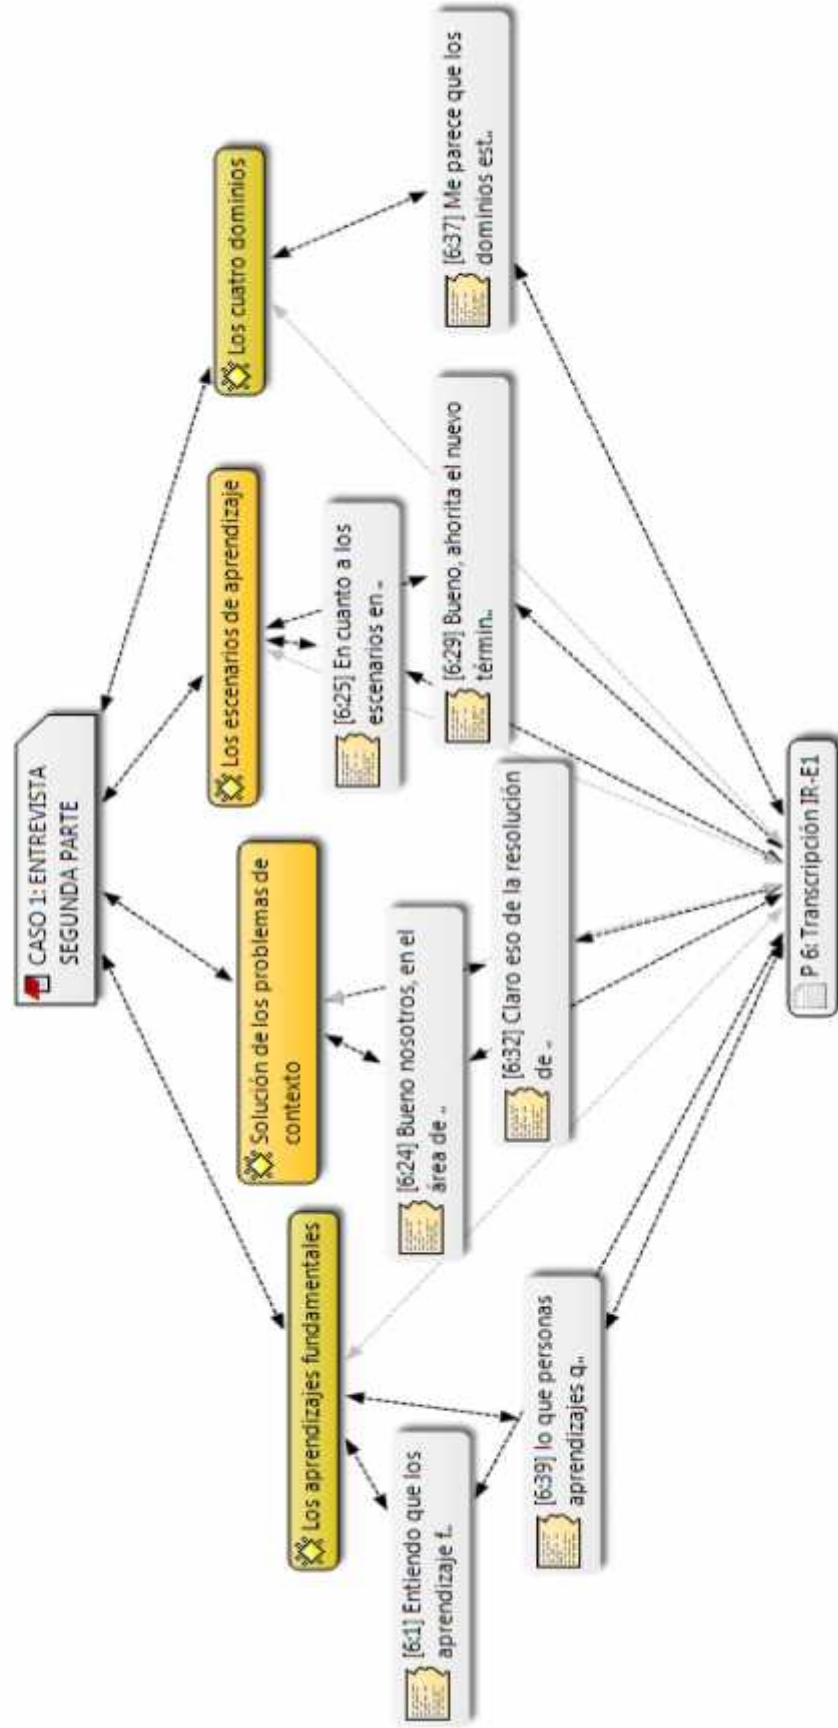 CASO 1: ENTREVISTA
SEGUNDA PARTE
Los aprendizajes fundamentales
Solución de los problemas de
contexto
Los escenarios de aprendizaje
Los cuatro dominios
[6:1] Entiendo que los
aprendizaje f..
[6:39] lo que personas
aprendizajes q..
[6:24] Bueno nosotros, en el
área de ..
[6:32] Claro eso de la resolución
de ..
[6:25] En cuanto a los
escenarios en ..
[6:29] Bueno, ahorita el nuevo
términ..
[6:37] Me parece que los
dominios est..
P 6: Transcripción IR-E1